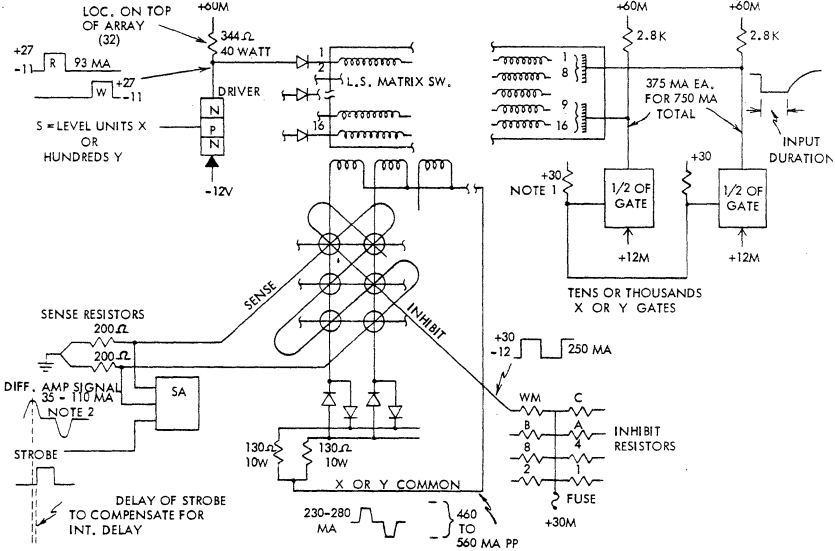 +60M
LOC. ON TOP
OF ARRAY
(32)
344Ω
40 WATT
+27
-11
R
93 MA
W
+27
-11
DRIVER
N
P
N
S = LEVEL UNITS X
OR
HUNDREDS Y
-12V
1
2
16
L.S. MATRIX SW.
1
8
9
16
+60M
2.8K
+60M
2.8K
375 MA EA.
FOR 750 MA
TOTAL
INPUT
DURATION
+30
NOTE 1
1/2 OF
GATE
+12M
+30
1/2 OF
GATE
+12M
TENS OR THOUSANDS
X OR Y GATES
SENSE
INHIBIT
SENSE RESISTORS
200Ω
200Ω
DIFF. AMP SIGNAL
35 - 110 MA
NOTE 2
SA
STROBE
DELAY OF STROBE
TO COMPENSATE FOR
INT. DELAY
130Ω
10W
130Ω
10W
X OR Y COMMON
230-280
MA
460
TO
560 MA PP
+30
-12
250 MA
WM
C
B
A
8
4
2
1
INHIBIT
RESISTORS
FUSE
+30M